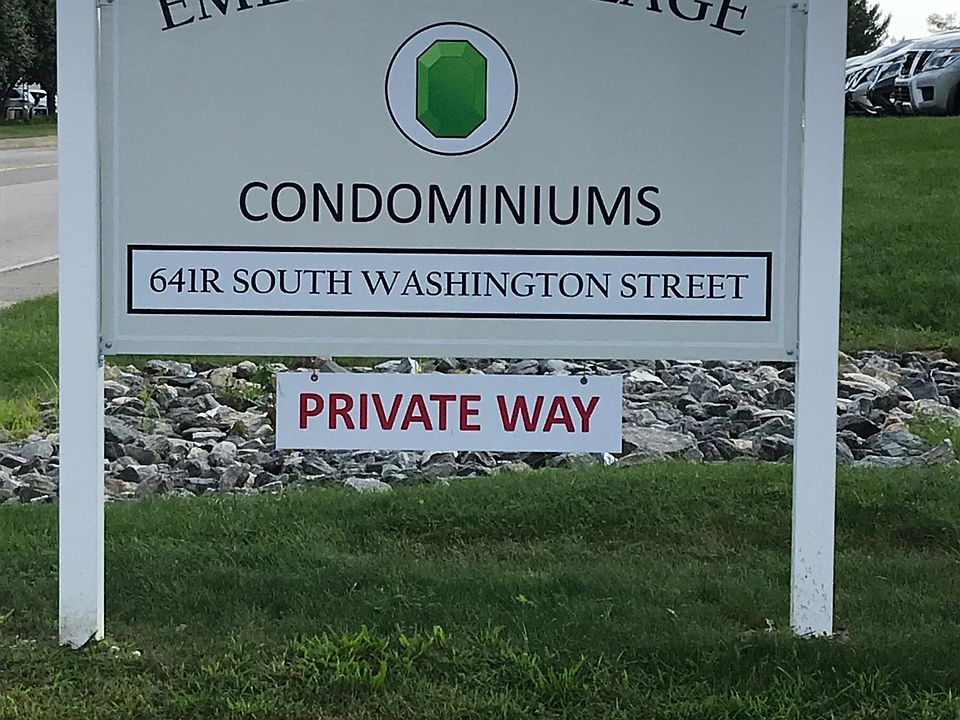 CONDOMINIUMS
641R SOUTH WASHINGTON STREET
PRIVATE WAY